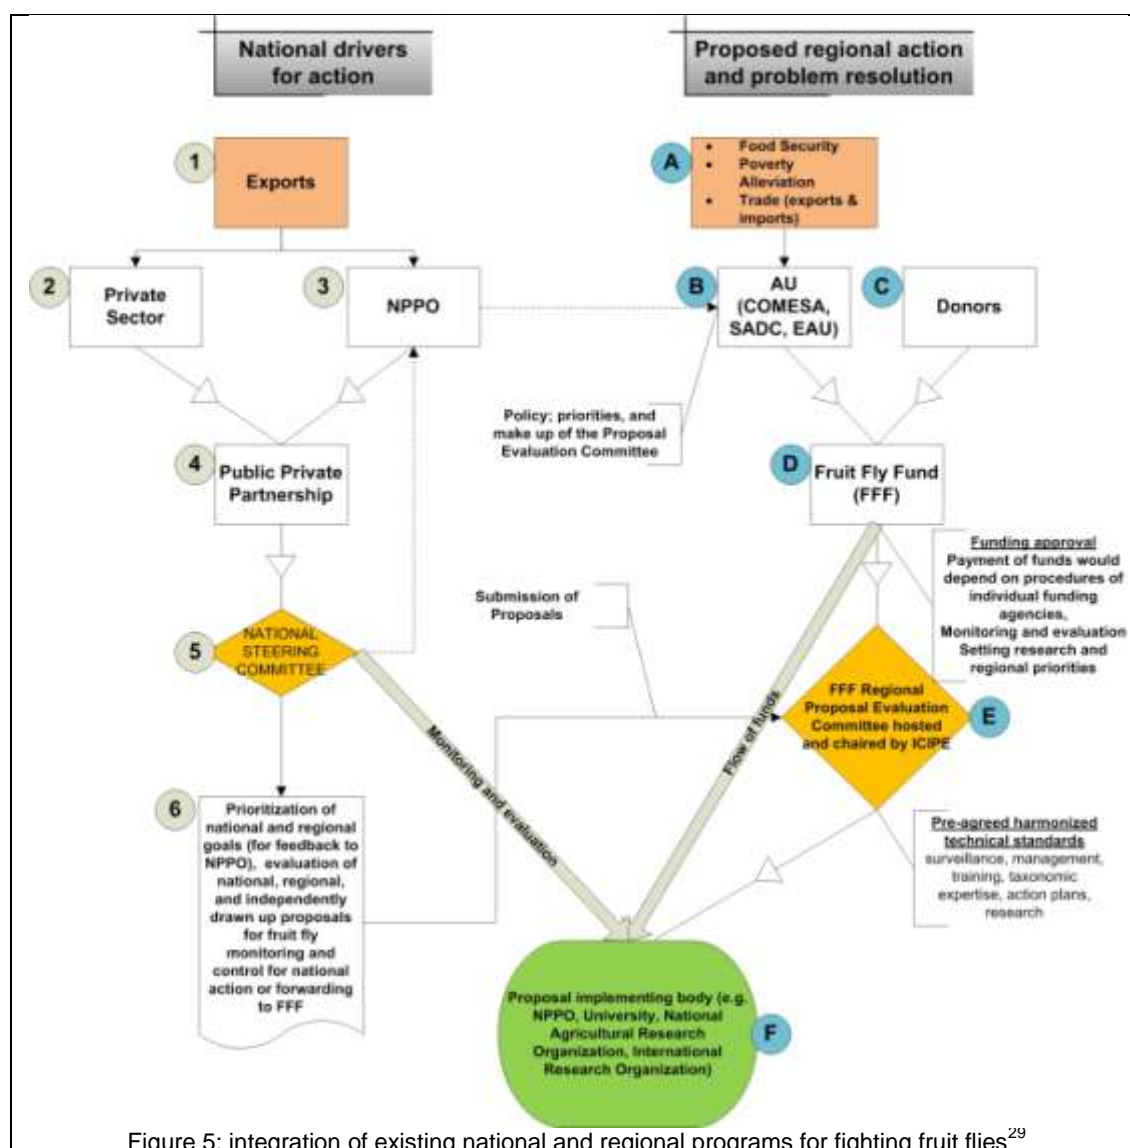 National drivers
for action
Proposed regional action
and problem resolution
1
Exports
A
• Food Security
• Poverty
Alleviation
• Trade (exports &
imports)
2
Private
Sector
3
NPPO
B
AU
(COMESA,
SADC, EAU)
C
Donors
Policy; priorities, and
make up of the Proposal
Evaluation Committee
4
Public Private
Partnership
D
Fruit Fly Fund
(FFF)
Funding approval
Payment of funds would
depend on procedures of
individual funding
agencies,
Monitoring and evaluation
Setting research and
regional priorities
Submission of
Proposals
5
NATIONAL
STEERING
COMMITTEE
Monitoring and evaluation
Flow of funds
FFF Regional
Proposal Evaluation
Committee hosted
and chaired by ICIPE
E
6
Prioritization of
national and regional
goals (for feedback to
NPPO), evaluation of
national, regional,
and independently
drawn up proposals
for fruit fly
monitoring and
control for national
action or forwarding
to FFF
Pre-agreed harmonized
technical standards
surveillance, management,
training, taxonomic
expertise, action plans,
research
Proposal implementing body (e.g.
NPPO, University, National
Agricultural Research
Organization, International
Research Organization)
F
Figure 5: integration of existing national and regional programs for fighting fruit flies29